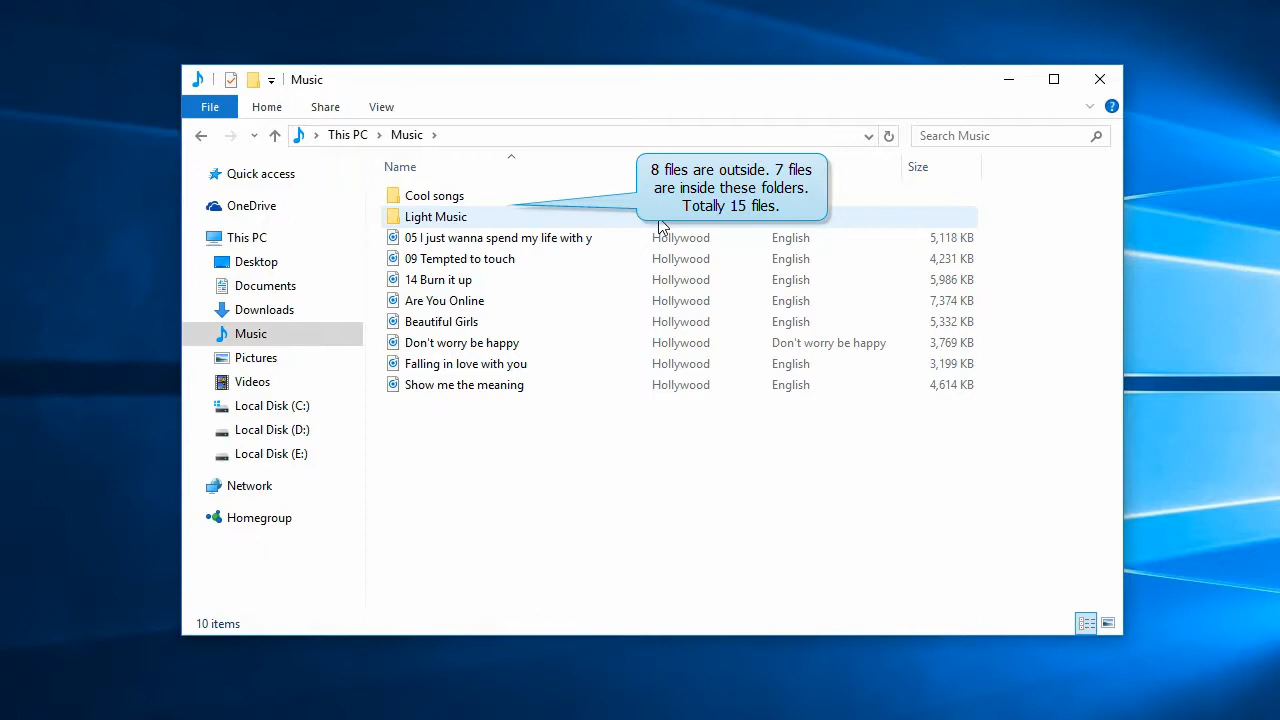 Music
File Home Share View
This PC Music
Search Music
Name
Size
8 files are outside. 7 files
are inside these folders.
Totally 15 files.
Quick access
OneDrive
This PC
Desktop
Documents
Downloads
Music
Pictures
Videos
Local Disk (C:)
Local Disk (D:)
Local Disk (E:)
Network
Homegroup
Cool songs
Light Music
05 I just wanna spend my life with y Hollywood English 5,118 KB
09 Tempted to touch Hollywood English 4,231 KB
14 Burn it up Hollywood English 5,986 KB
Are You Online Hollywood English 7,374 KB
Beautiful Girls Hollywood English 5,332 KB
Don't worry be happy Hollywood Don't worry be happy 3,769 KB
Falling in love with you Hollywood English 3,199 KB
Show me the meaning Hollywood English 4,614 KB
10 items